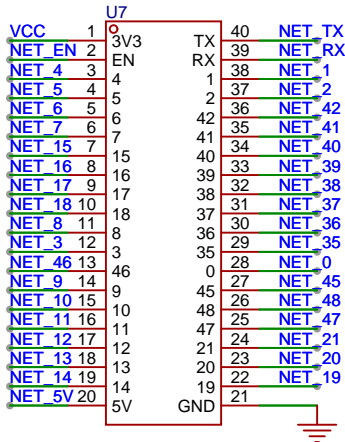 U7
VCC 1 3V3 TX 40 NET_TX
NET_EN 2 EN RX 39 NET_RX
NET_4 3 4 1 38 NET_1
NET_5 4 5 2 37 NET_2
NET_6 5 6 42 36 NET_42
NET_7 6 7 41 35 NET_41
NET_15 7 15 40 34 NET_40
NET_16 8 16 39 33 NET_39
NET_17 9 17 38 32 NET_38
NET_18 10 18 37 31 NET_37
NET_8 11 8 36 30 NET_36
NET_3 12 3 35 29 NET_35
NET_46 13 46 0 28 NET_0
NET_9 14 9 45 27 NET_45
NET_10 15 10 48 26 NET_48
NET_11 16 11 47 25 NET_47
NET_12 17 12 21 24 NET_21
NET_13 18 13 20 23 NET_20
NET_14 19 14 19 22 NET_19
NET_5V 20 5V GND 21